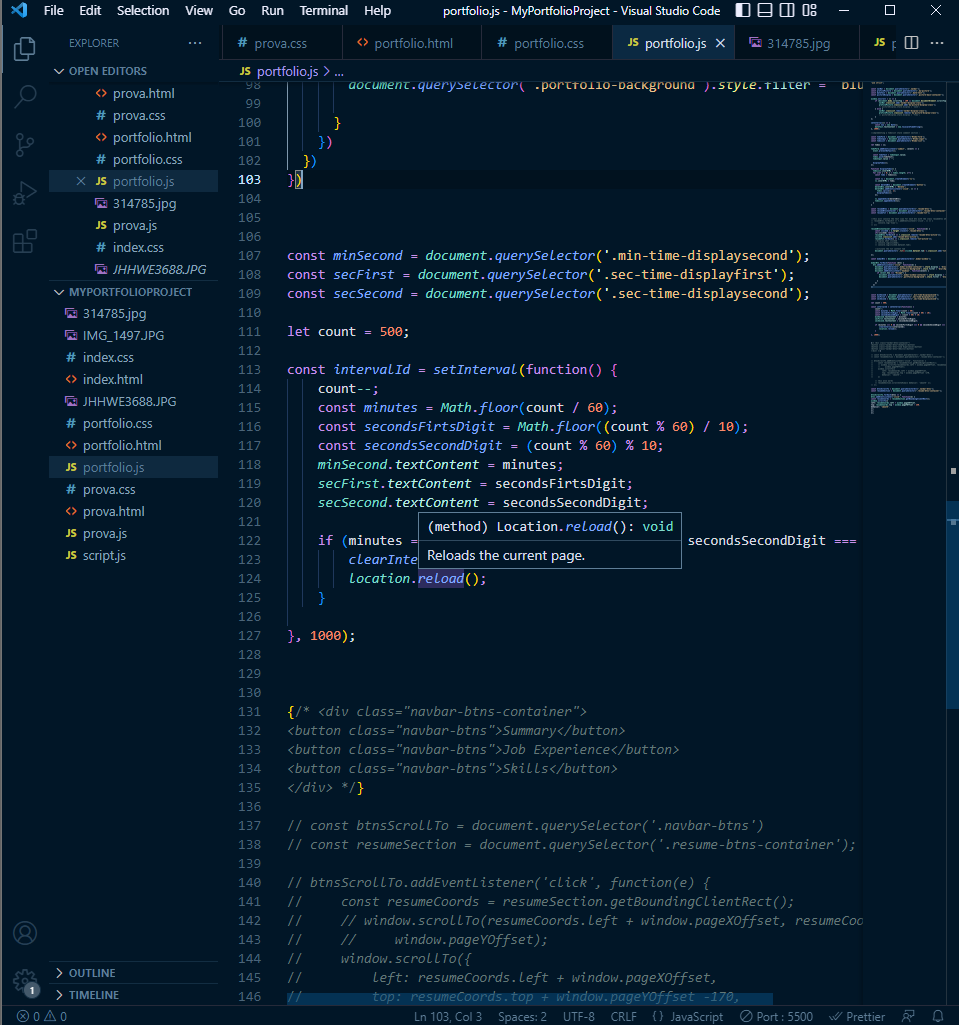 File Edit Selection View Go Run Terminal Help portfolio.js - MyPortfolioProject - Visual Studio Code
EXPLORER ...
prova.css portfolio.html portfolio.css JS portfolio.js 314785.jpg JS
JS portfolio.js > ...
OPEN EDITORS
prova.html
prova.css
portfolio.html
portfolio.css
JS portfolio.js
314785.jpg
JS prova.js
index.css
JHHWE3688.JPG
MYPORTFOLIOPROJECT
314785.jpg
IMG_1497.JPG
index.css
index.html
JHHWE3688.JPG
portfolio.css
portfolio.html
JS portfolio.js
prova.css
prova.html
JS prova.js
JS script.js
OUTLINE
TIMELINE
98 document.querySelector('.portfolio-background').style.filter = 'blu
99
100 }
101 })
102 })
103 })
104
105
106
107 const minSecond = document.querySelector('.min-time-displaysecond');
108 const secFirst = document.querySelector('.sec-time-displayfirst');
109 const secSecond = document.querySelector('.sec-time-displaysecond');
110
111 let count = 500;
112
113 const intervalId = setInterval(function() {
114 count--;
115 const minutes = Math.floor(count / 60);
116 const secondsFirtsDigit = Math.floor((count % 60) / 10);
117 const secondsSecondDigit = (count % 60) % 10;
118 minSecond.textContent = minutes;
119 secFirst.textContent = secondsFirtsDigit;
120 secSecond.textContent = secondsSecondDigit;
121
(method) Location.reload(): void
Reloads the current page.
122 if (minutes = secondsSecondDigit ===
123 clearInte
124 location.reload();
125 }
126
127 }, 1000);
128
129
130
131 {/* <div class="navbar-btns-container">
132 <button class="navbar-btns">Summary</button>
133 <button class="navbar-btns">Job Experience</button>
134 <button class="navbar-btns">Skills</button>
135 </div> */}
136
137 // const btnsScrollTo = document.querySelector('.navbar-btns')
138 // const resumeSection = document.querySelector('.resume-btns-container');
139
140 // btnsScrollTo.addEventListener('click', function(e) {
141 // const resumeCoords = resumeSection.getBoundingClientRect();
142 // // window.scrollTo(resumeCoords.left + window.pageXOffset, resumeCoo
143 // // window.pageYOffset);
144 // window.scrollTo({
145 // left: resumeCoords.left + window.pageXOffset,
146 // top: resumeCoords.top + window.pageYOffset -170,
1
0 0 Ln 103, Col 3 Spaces: 2 UTF-8 CRLF {} JavaScript Port : 5500 Prettier